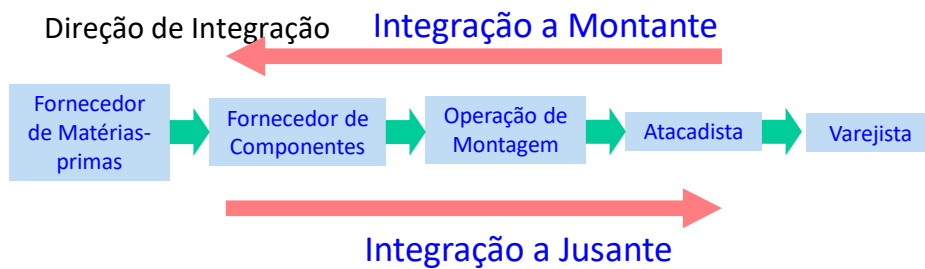 Direção de Integração
Integração a Montante
Fornecedor
de Matérias-
primas
Fornecedor de
Componentes
Operação de
Montagem
Atacadista
Varejista
Integração a Jusante